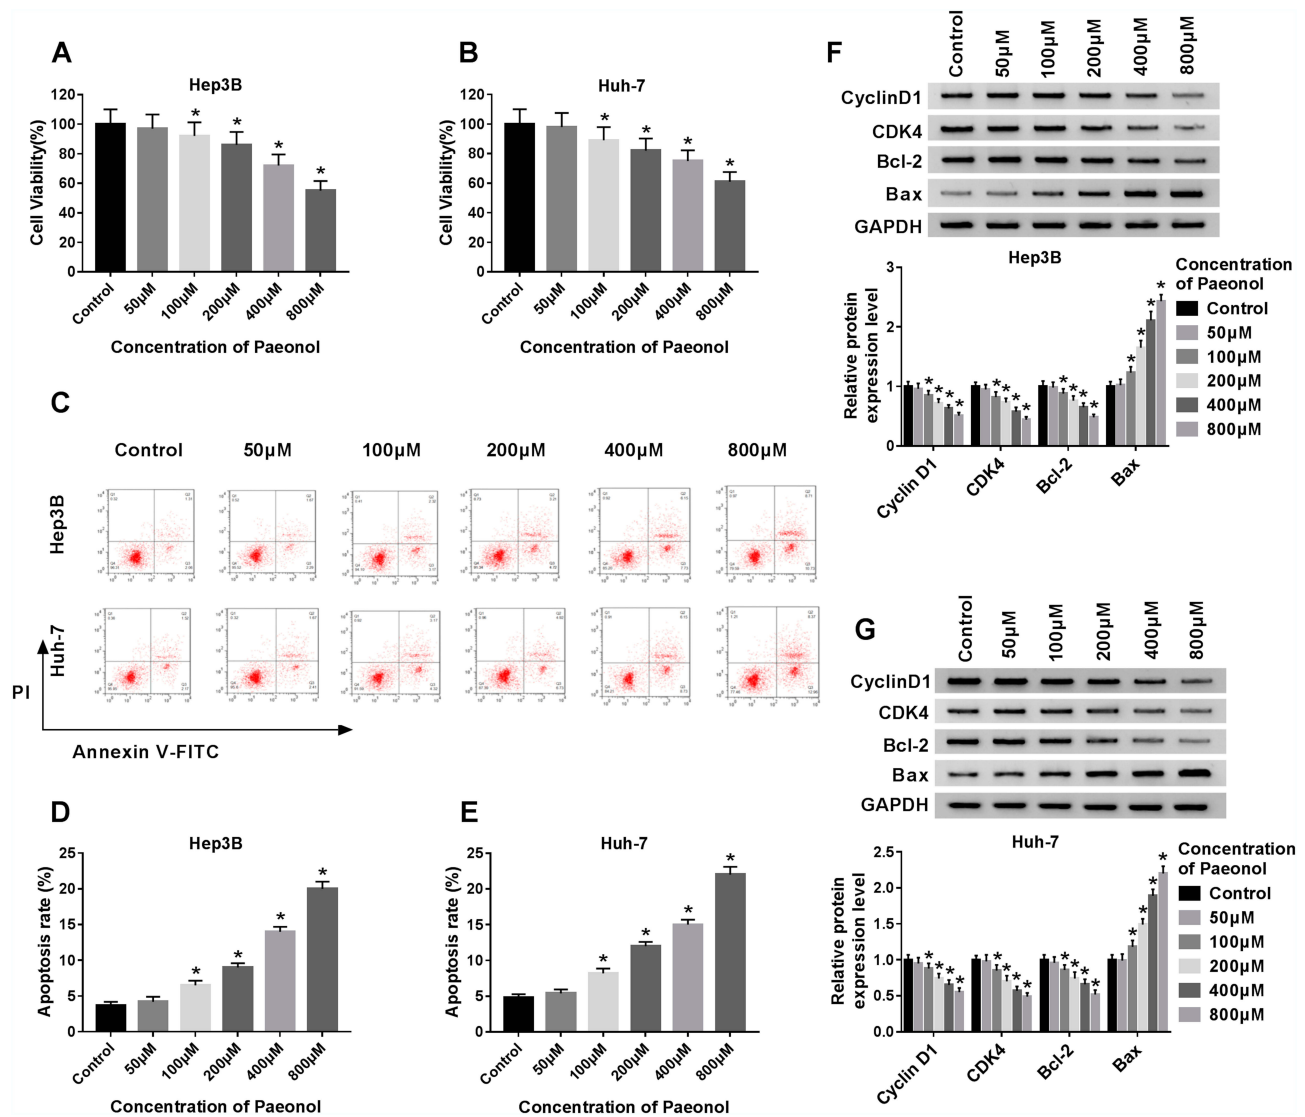 A
Hep3B
Cell Viability(%)
120
100
80
60
40
20
0
Control
50μM
100μM
200μM
400μM
800μM
* * * *
Concentration of Paeonol
B
Huh-7
Cell Viability(%)
120
100
80
60
40
20
0
Control
50μM
100μM
200μM
400μM
800μM
* * * *
Concentration of Paeonol
C
Control 50μM 100μM 200μM 400μM 800μM
Hep3B
Huh-7
PI
Annexin V-FITC
D
Hep3B
Apoptosis rate (%)
25
20
15
10
5
0
Control
50μM
100μM
200μM
400μM
800μM
* * * *
Concentration of Paeonol
E
Huh-7
Apoptosis rate (%)
25
20
15
10
5
0
Control
50μM
100μM
200μM
400μM
800μM
* * * *
Concentration of Paeonol
F
Control 50μM 100μM 200μM 400μM 800μM
CyclinD1
CDK4
Bcl-2
Bax
GAPDH
Hep3B
Relative protein
expression level
3
2
1
0
Cyclin D1
CDK4
Bcl-2
Bax
* * * * * * * * * * * * * * * *
Concentration
of Paeonol
Control
50μM
100μM
200μM
400μM
800μM
G
Control 50μM 100μM 200μM 400μM 800μM
CyclinD1
CDK4
Bcl-2
Bax
GAPDH
Huh-7
Relative protein
expression level
2.5
2.0
1.5
1.0
0.5
0.0
Cyclin D1
CDK4
Bcl-2
Bax
* * * * * * * * * * * * * * * *
Concentration
of Paeonol
Control
50μM
100μM
200μM
400μM
800μM